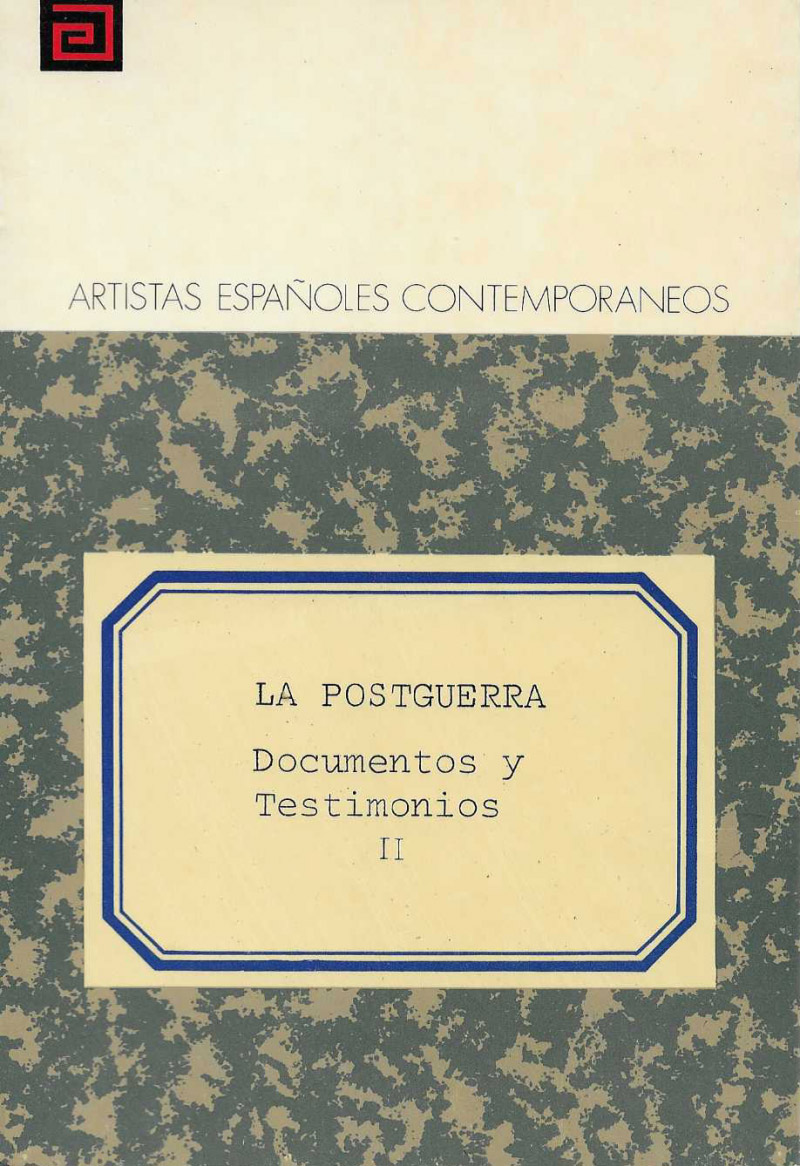 ARTISTAS ESPAÑOLES CONTEMPORANEOS
LA POSTGUERRA
Documentos y
Testimonios
II